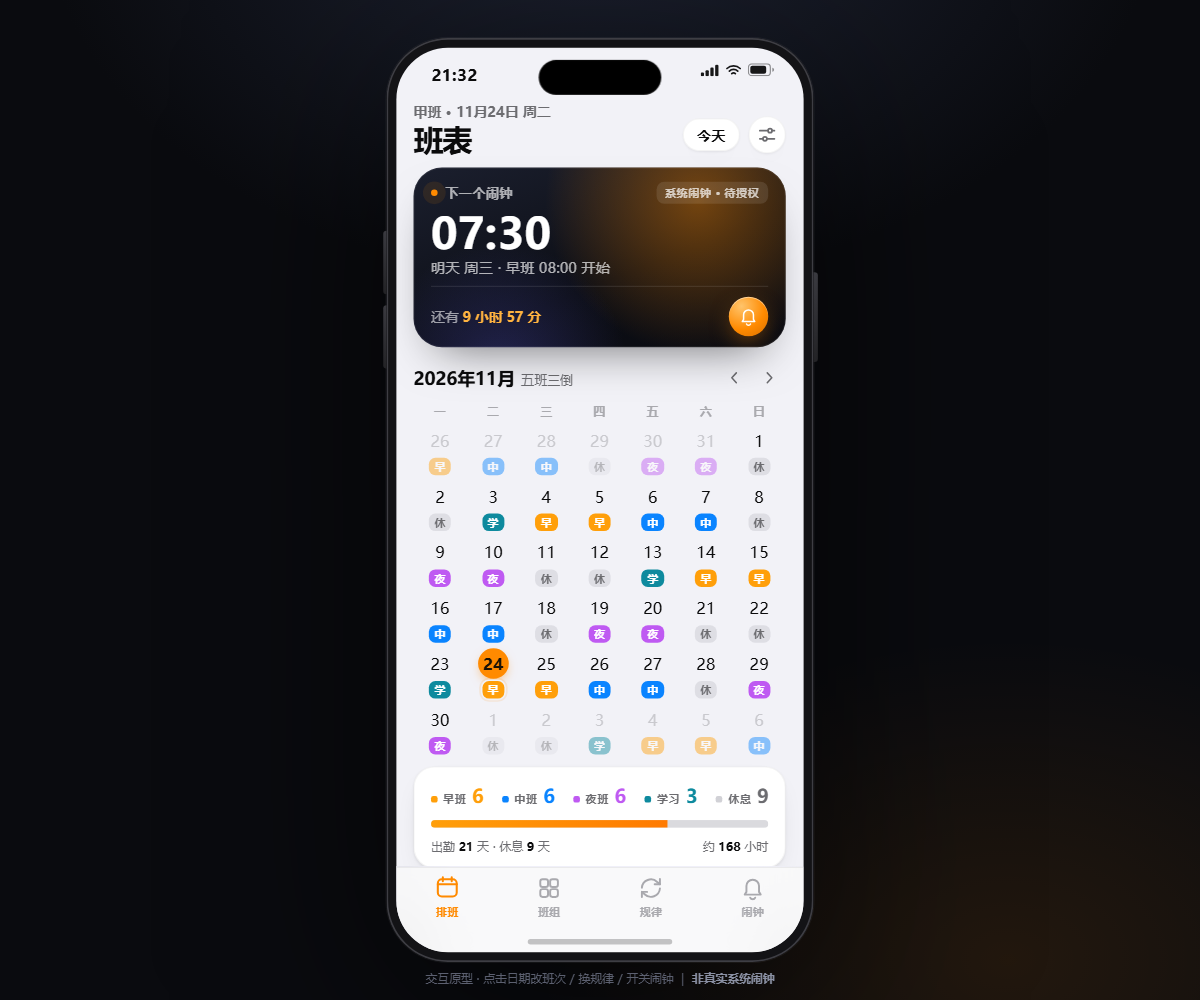 21:32
甲班 • 11月24日 周二
班表
今天
下一个闹钟
系统闹钟 • 待授权
07:30
明天 周三 · 早班 08:00 开始
还有 9 小时 57 分
2026年11月 五班三倒
一 二 三 四 五 六 日
26 27 28 29 30 31 1
早 中 中 休 夜 夜 休
2 3 4 5 6 7 8
休 学 早 早 中 中 休
9 10 11 12 13 14 15
夜 夜 休 休 学 早 早
16 17 18 19 20 21 22
中 中 休 夜 夜 休 休
23 24 25 26 27 28 29
学 早 早 中 中 休 夜
30 1 2 3 4 5 6
夜 休 休 学 早 早 中
早班 6 中班 6 夜班 6 学习 3 休息 9
出勤 21 天 · 休息 9 天 约 168 小时
排班 班组 规律 闹钟
交互原型 · 点击日期改班次 / 换规律 / 开关闹钟 | 非真实系统闹钟